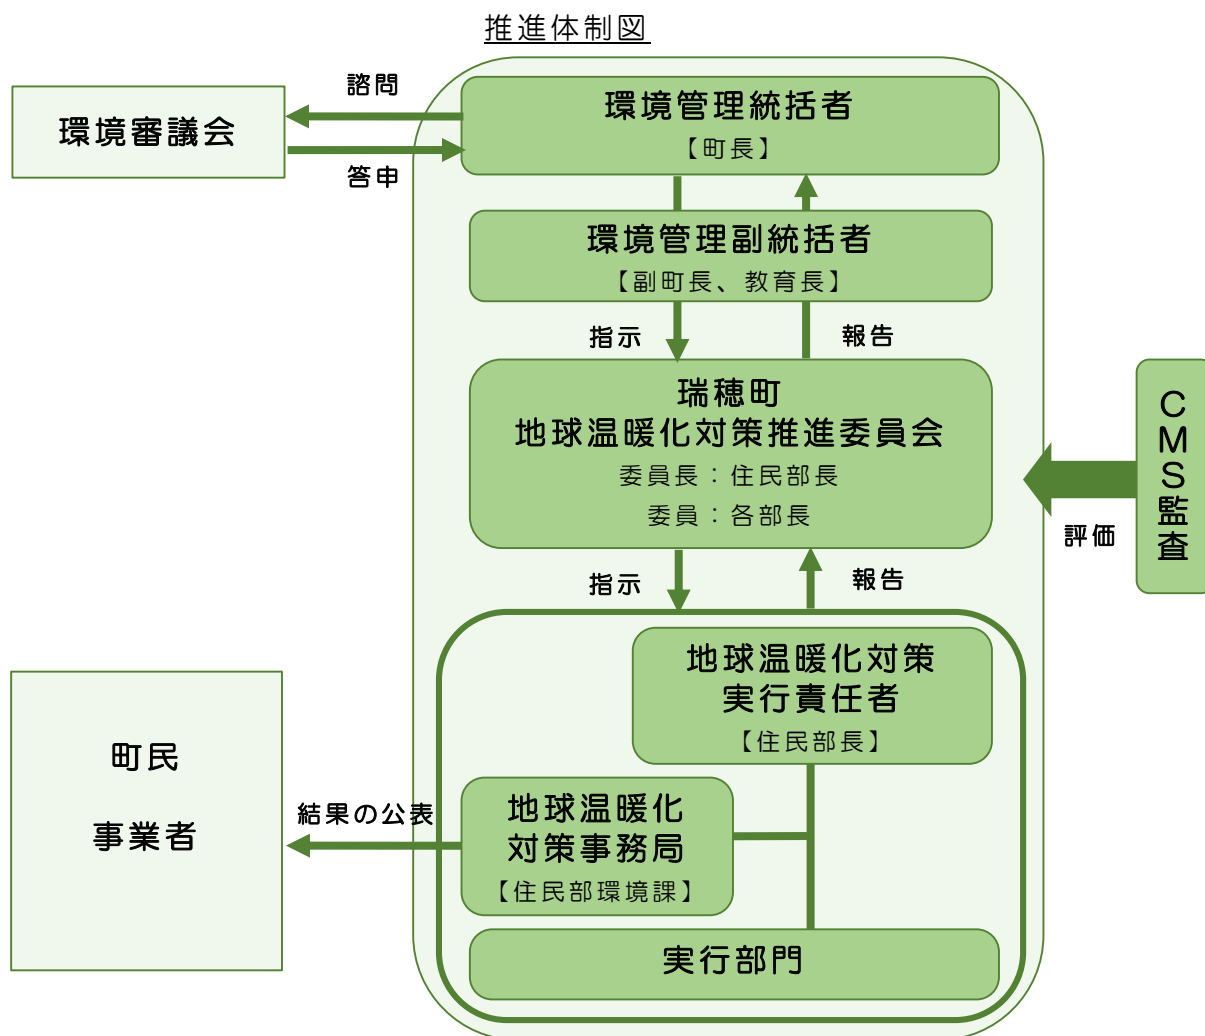 推進体制図
諮問
環境審議会
答申
環境管理統括者
【町長】
環境管理副統括者
【副町長、教育長】
指示
報告
瑞穂町
地球温暖化対策推進委員会
委員長：住民部長
委員：各部長
CMS監査
評価
指示
報告
地球温暖化対策
実行責任者
【住民部長】
町民
事業者
結果の公表
地球温暖化
対策事務局
【住民部環境課】
実行部門